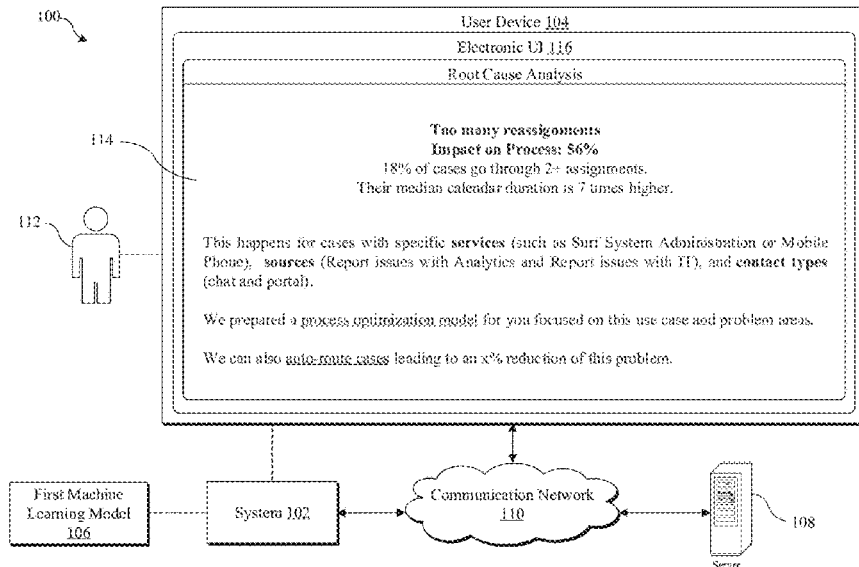 100
User Device 104
Electronic UI 116
Root Cause Analysis
114
Too many reassigoments
Impact on Process: 56%
18% of cases go through 2+ assignments.
Their median calendar duration is 7 times higher.
112
This happens for cases with specific services (such as Surf System Administration or Mobile
Phone), sources (Report issues with Analytics and Report issues with IT), and contact types
(chat and portal).
We prepared a process optimization model for you focused on this use case and problem areas.
We can also auto-route cases leading to an x% reduction of this problem.
First Machine
Learning Model
106
System 102
Communication Network
110
108
Server